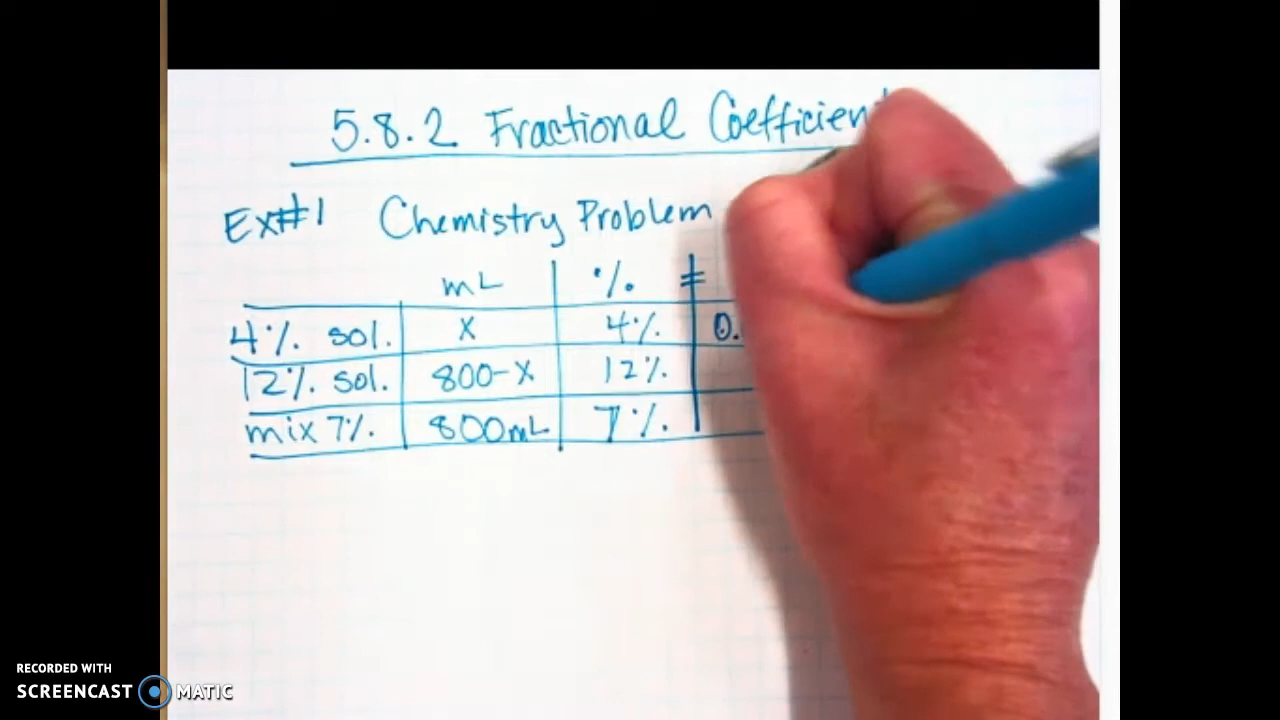 5.8.2 Fractional Coefficien
Ex#1 Chemistry Problem
mL % =
4% sol. x 4% 0.
12% sol. 800-x 12%
mix 7% 800mL 7%
RECORDED WITH
SCREENCAST MATIC